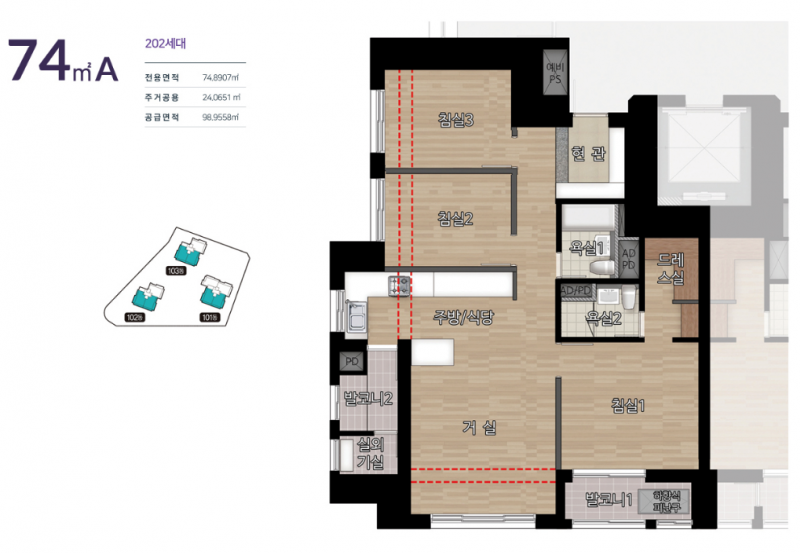 74㎡A
202세대
전용면적 74.8907㎡
주거공용 24.0651㎡
공급면적 98.9558㎡
103동
102동
101동
예비
PS
침실3
현 관
침실2
욕실1
AD
PD
드레
스실
AD/PD
욕실2
주방/식당
PD
발코니2
침실1
거 실
실외
기실
발코니1
하향식
피난구